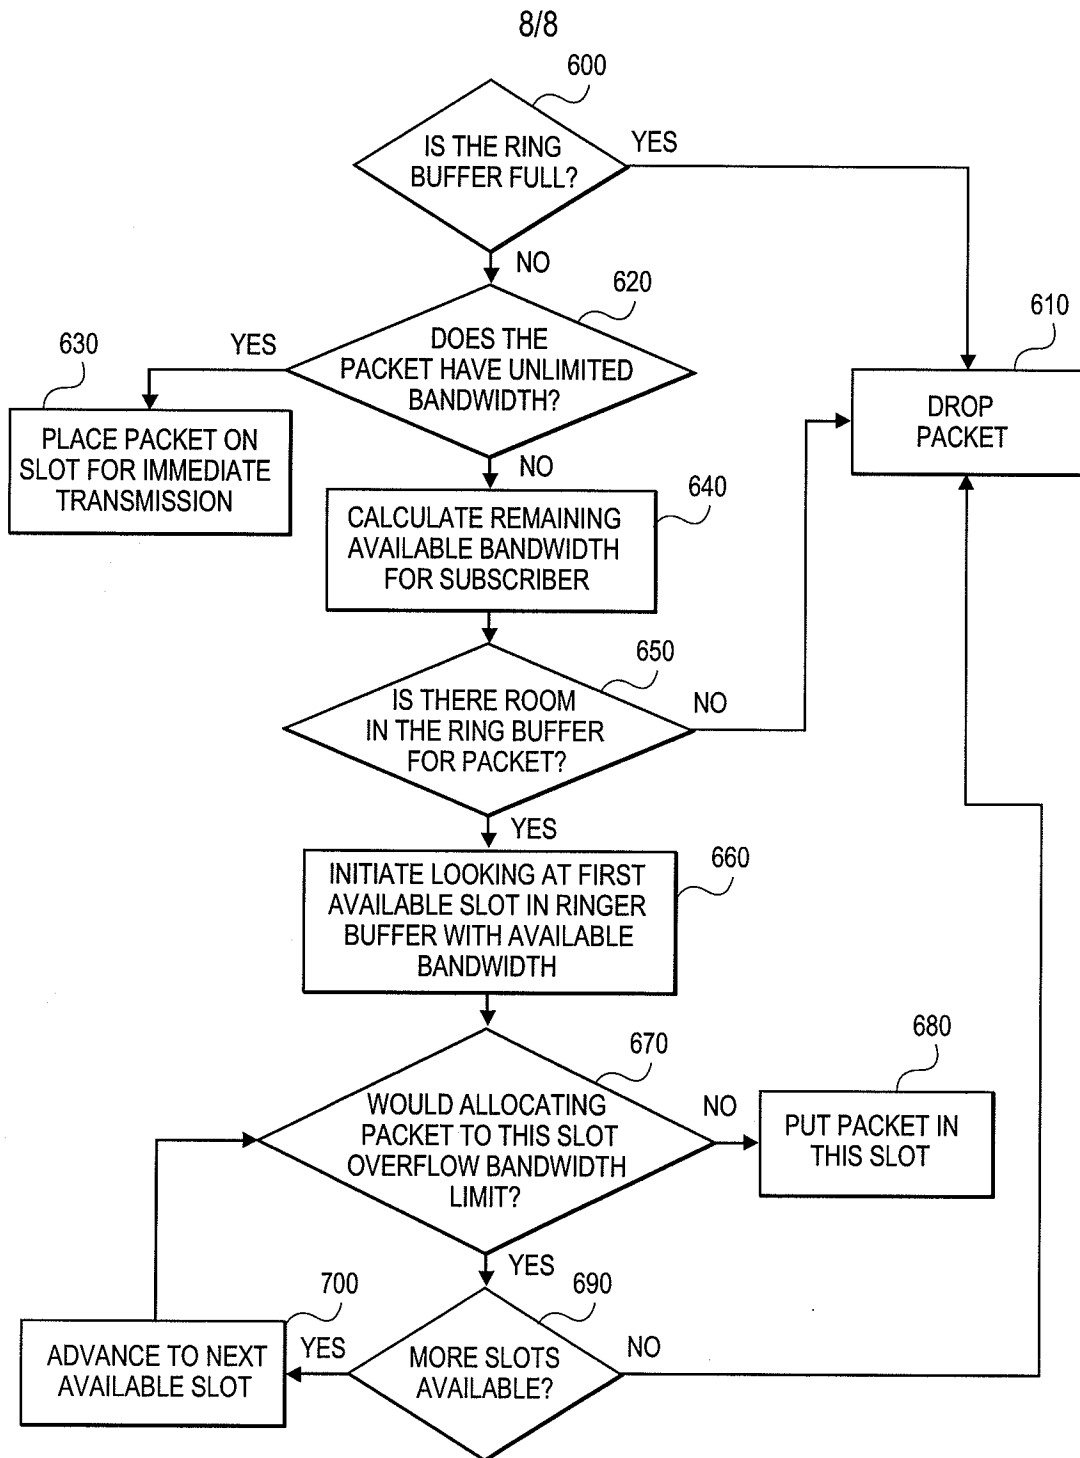 8/8
600
IS THE RING
BUFFER FULL?
YES
NO
620
DOES THE
PACKET HAVE UNLIMITED
BANDWIDTH?
YES
630
PLACE PACKET ON
SLOT FOR IMMEDIATE
TRANSMISSION
610
DROP
PACKET
NO
640
CALCULATE REMAINING
AVAILABLE BANDWIDTH
FOR SUBSCRIBER
650
IS THERE ROOM
IN THE RING BUFFER
FOR PACKET?
NO
YES
660
INITIATE LOOKING AT FIRST
AVAILABLE SLOT IN RINGER
BUFFER WITH AVAILABLE
BANDWIDTH
670
WOULD ALLOCATING
PACKET TO THIS SLOT
OVERFLOW BANDWIDTH
LIMIT?
NO
680
PUT PACKET IN
THIS SLOT
YES
690
MORE SLOTS
AVAILABLE?
NO
YES
700
ADVANCE TO NEXT
AVAILABLE SLOT